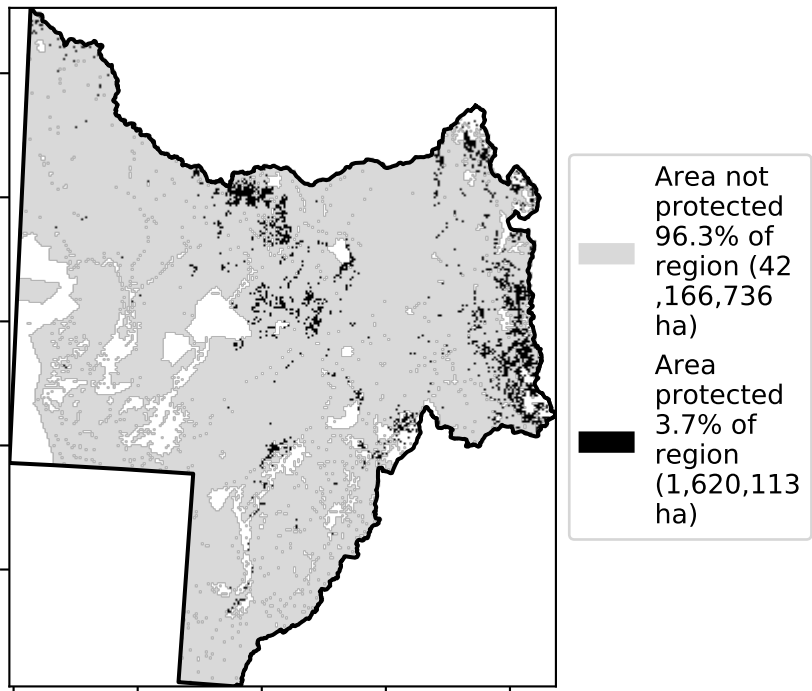 Area not
protected
96.3% of
region (42
,166,736
ha)
Area
protected
3.7% of
region
(1,620,113
ha)